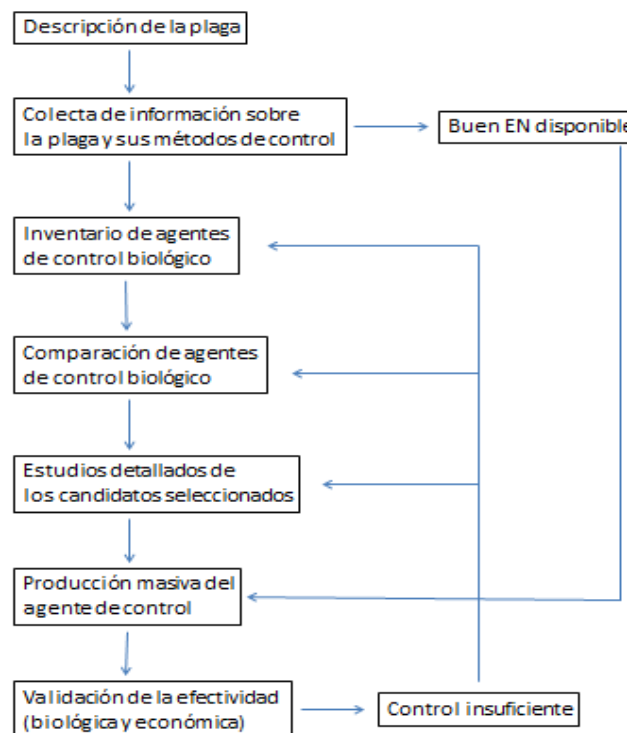 Descripción de la plaga
Colecta de información sobre
la plaga y sus métodos de control
Buen EN disponible
Inventario de agentes
de control biológico
Comparación de agentes
de control biológico
Estudios detallados de
los candidatos seleccionados
Producción masiva del
agente de control
Validación de la efectividad
(biológica y económica)
Control insuficiente